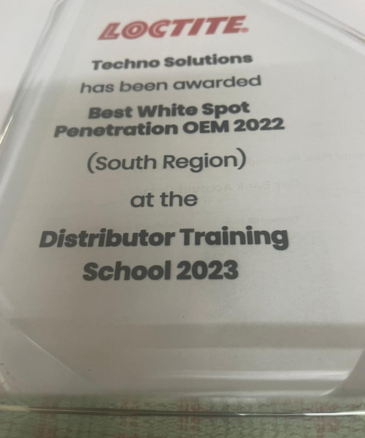 LOCTITE.
Techno Solutions
has been awarded
Best White Spot
Penetration OEM 2022
(South Region)
at the
Distributor Training
School 2023